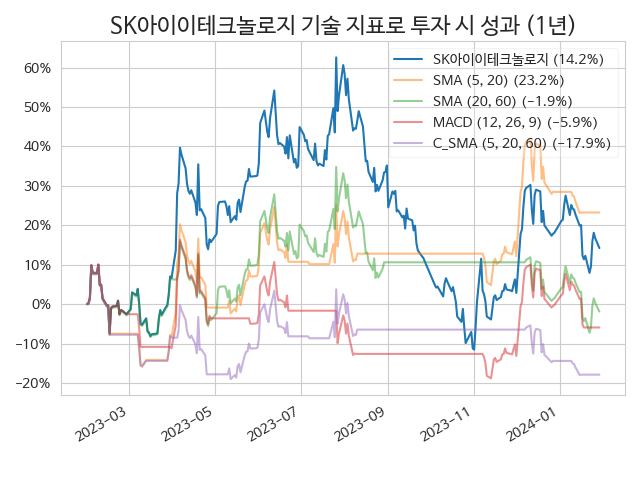 SK아이이테크놀로지 기술 지표로 투자 시 성과 (1년)
SK아이이테크놀로지 (14.2%)
SMA (5, 20) (23.2%)
SMA (20, 60) (−1.9%)
MACD (12, 26, 9) (−5.9%)
C_SMA (5, 20, 60) (−17.9%)
60%
50%
40%
30%
20%
10%
0%
−10%
−20%
2023−03
2023−05
2023−07
2023−09
2023−11
2024−01